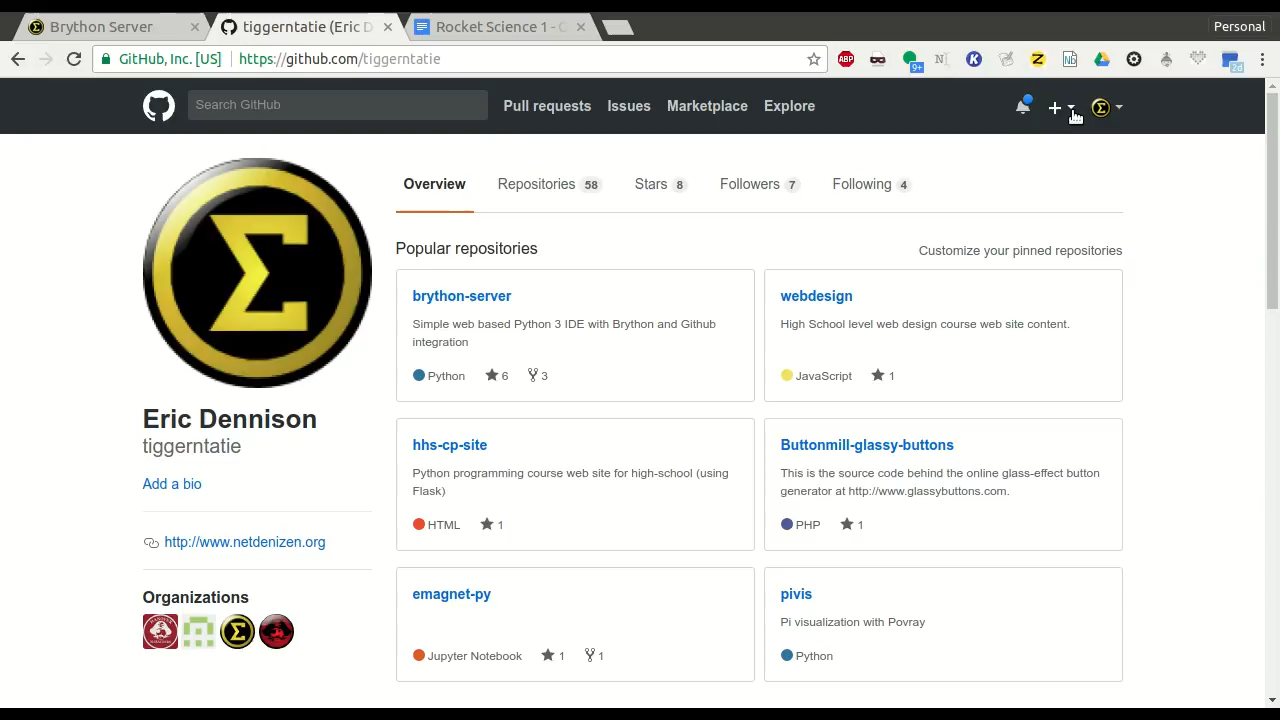 Brython Server
tiggerntatie (Eric D
Rocket Science 1 -
Personal
GitHub, Inc. [US]
https://github.com/tiggerntatie
ABP
9+
2d
Search GitHub
Pull requests
Issues
Marketplace
Explore
Overview
Repositories 58
Stars 8
Followers 7
Following 4
Popular repositories
Customize your pinned repositories
brython-server
Simple web based Python 3 IDE with Brython and Github
integration
Python 6 3
webdesign
High School level web design course web site content.
JavaScript 1
hhs-cp-site
Python programming course web site for high-school (using
Flask)
HTML 1
Buttonmill-glassy-buttons
This is the source code behind the online glass-effect button
generator at http://www.glassybuttons.com.
PHP 1
emagnet-py
Jupyter Notebook 1 1
pivis
Pi visualization with Povray
Python
Σ
Eric Dennison
tiggerntatie
Add a bio
http://www.netdenizen.org
Organizations
Σ